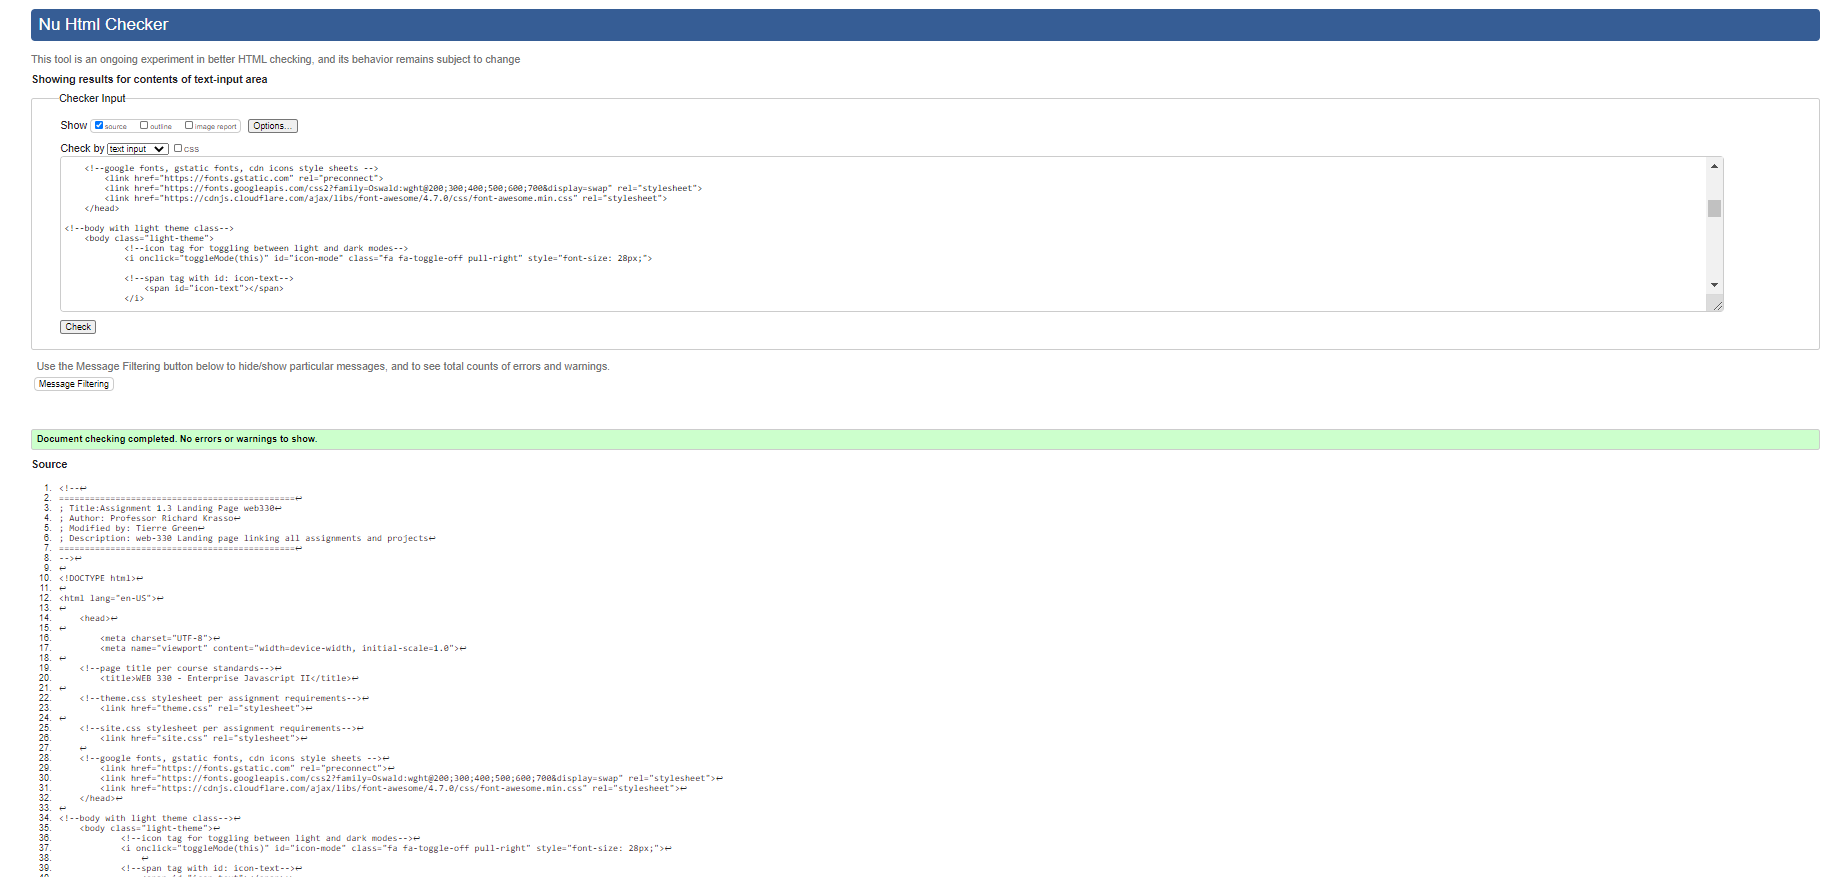 Nu Html Checker
This tool is an ongoing experiment in better HTML checking, and its behavior remains subject to change
Showing results for contents of text-input area
Checker Input
Show source outline image report Options...
Check by text input css
<!--google fonts, gstatic fonts, cdn icons style sheets -->
<link href="https://fonts.gstatic.com" rel="preconnect">
<link href="https://fonts.googleapis.com/css2?family=Oswald:wght@200;300;400;500;600;700&display=swap" rel="stylesheet">
<link href="https://cdnjs.cloudflare.com/ajax/libs/font-awesome/4.7.0/css/font-awesome.min.css" rel="stylesheet">
</head>
<!--body with light theme class-->
<body class="light-theme">
<!--icon tag for toggling between light and dark modes-->
<i onclick="toggleMode(this)" id="icon-mode" class="fa fa-toggle-off pull-right" style="font-size: 28px;">
<!--span tag with id: icon-text-->
<span id="icon-text"></span>
</i>
Check
Use the Message Filtering button below to hide/show particular messages, and to see total counts of errors and warnings.
Message Filtering
Document checking completed. No errors or warnings to show.
Source
1. <!--↩
2. ==============================================↩
3. ; Title:Assignment 1.3 Landing Page web330↩
4. ; Author: Professor Richard Krasso↩
5. ; Modified by: Tierre Green↩
6. ; Description: web-330 Landing page linking all assignments and projects↩
7. ==============================================↩
8. -->↩
9. ↩
10. <!DOCTYPE html>↩
11. ↩
12. <html lang="en-US">↩
13. ↩
14. <head>↩
15. ↩
16. <meta charset="UTF-8">↩
17. <meta name="viewport" content="width=device-width, initial-scale=1.0">↩
18. ↩
19. <!--page title per course standards-->↩
20. <title>WEB 330 - Enterprise Javascript II</title>↩
21. ↩
22. <!--theme.css stylesheet per assignment requirements-->↩
23. <link href="theme.css" rel="stylesheet">↩
24. ↩
25. <!--site.css stylesheet per assignment requirements-->↩
26. <link href="site.css" rel="stylesheet">↩
27. ↩
28. <!--google fonts, gstatic fonts, cdn icons style sheets -->↩
29. <link href="https://fonts.gstatic.com" rel="preconnect">↩
30. <link href="https://fonts.googleapis.com/css2?family=Oswald:wght@200;300;400;500;600;700&display=swap" rel="stylesheet">↩
31. <link href="https://cdnjs.cloudflare.com/ajax/libs/font-awesome/4.7.0/css/font-awesome.min.css" rel="stylesheet">↩
32. </head>↩
33. ↩
34. <!--body with light theme class-->↩
35. <body class="light-theme">↩
36. <!--icon tag for toggling between light and dark modes-->↩
37. <i onclick="toggleMode(this)" id="icon-mode" class="fa fa-toggle-off pull-right" style="font-size: 28px;">↩
38. ↩
39. <!--span tag with id: icon-text-->↩